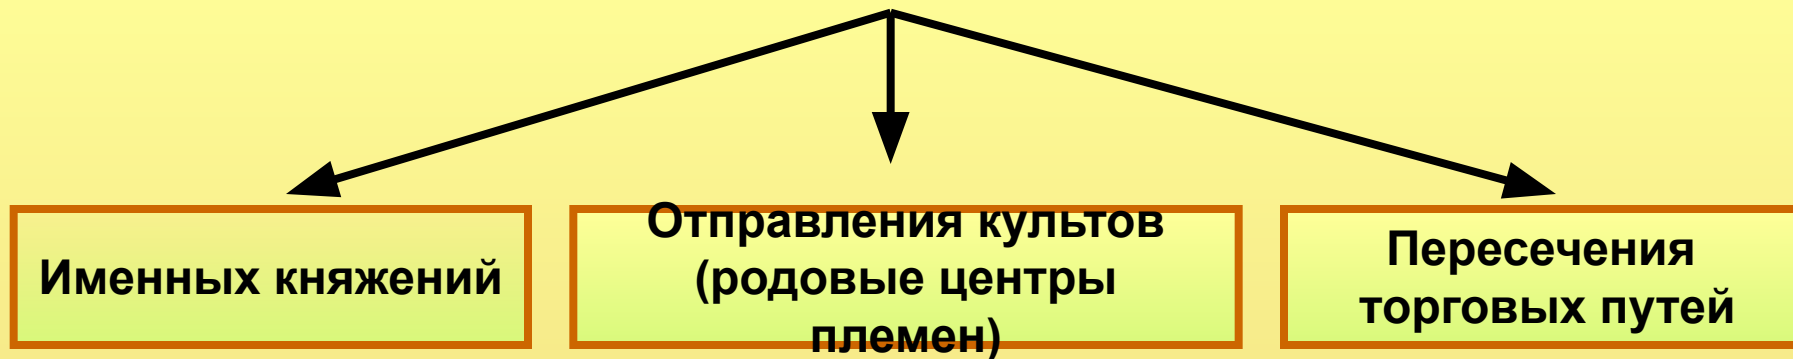 Именных княжений
Отправления культов
(родовые центры
племен)
Пересечения
торговых путей